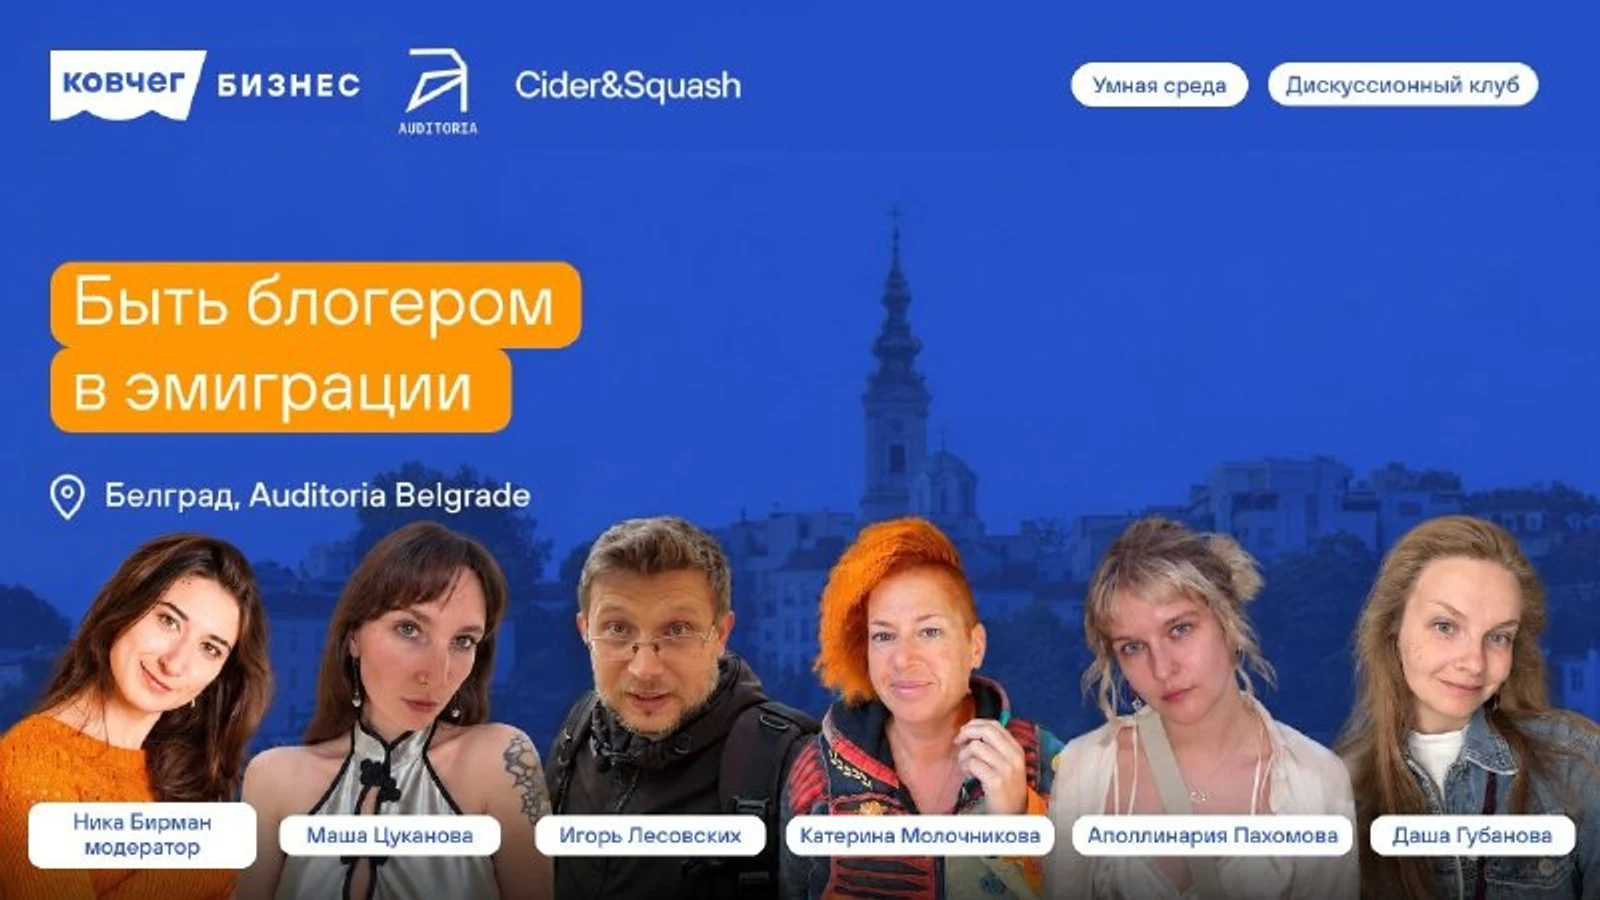 ковчег БИЗНЕС
AUDITORIA
Cider&Squash
Умная среда
Дискуссионный клуб
Быть блогером
в эмиграции
Белград, Auditoria Belgrade
Ника Бирман
модератор
Маша Цуканова
Игорь Лесовских
Катерина Молочникова
Аполлинария Пахомова
Даша Губанова